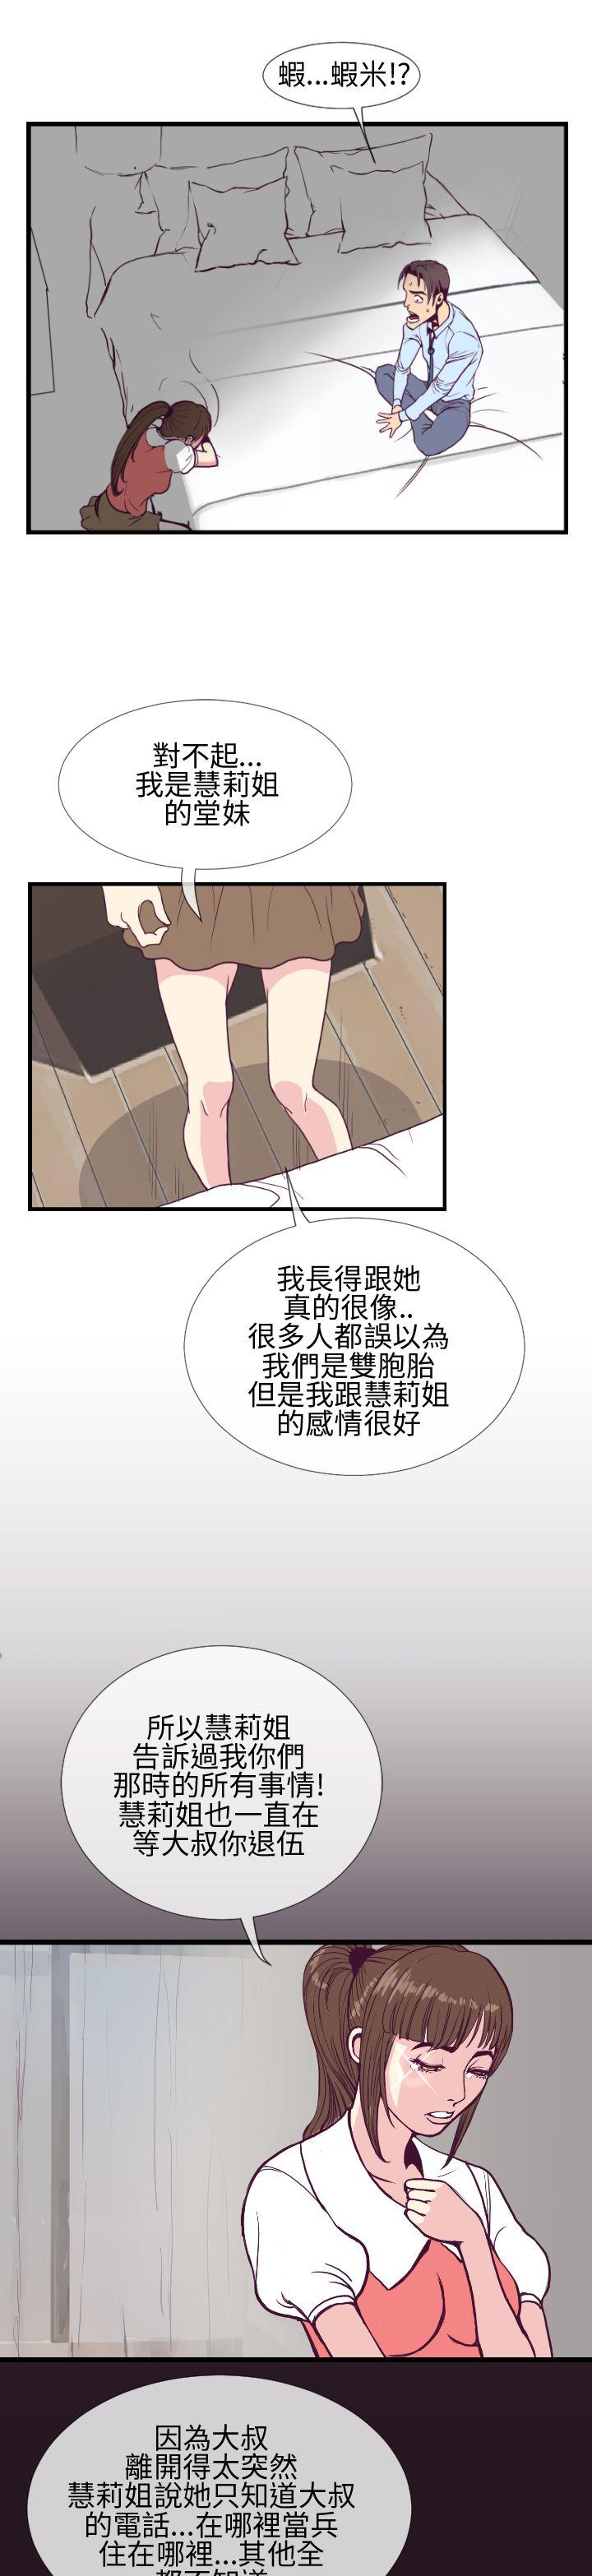 蝦...蝦米!?
對不起...
我是慧莉姐
的堂妹
我長得跟她
真的很像..
很多人都誤以為
我們是雙胞胎
但是我跟慧莉姐
的感情很好
所以慧莉姐
告訴過我你們
那時的所有事情!
慧莉姐也一直在
等大叔你退伍
因為大叔
離開得太突然
慧莉姐說她只知道大叔
的電話...在哪裡當兵
住在哪裡...其他全
都不知道